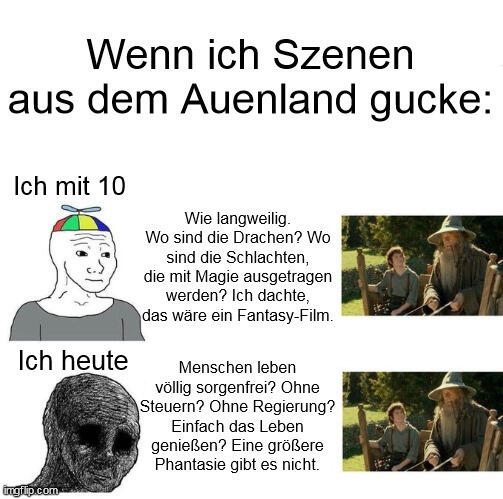 Wenn ich Szenen
aus dem Auenland gucke:
Ich mit 10
Wie langweilig.
Wo sind die Drachen? Wo
sind die Schlachten,
die mit Magie ausgetragen
werden? Ich dachte,
das wäre ein Fantasy-Film.
Ich heute
Menschen leben
völlig sorgenfrei? Ohne
Steuern? Ohne Regierung?
Einfach das Leben
genießen? Eine größere
Phantasie gibt es nicht.
imgflip.com